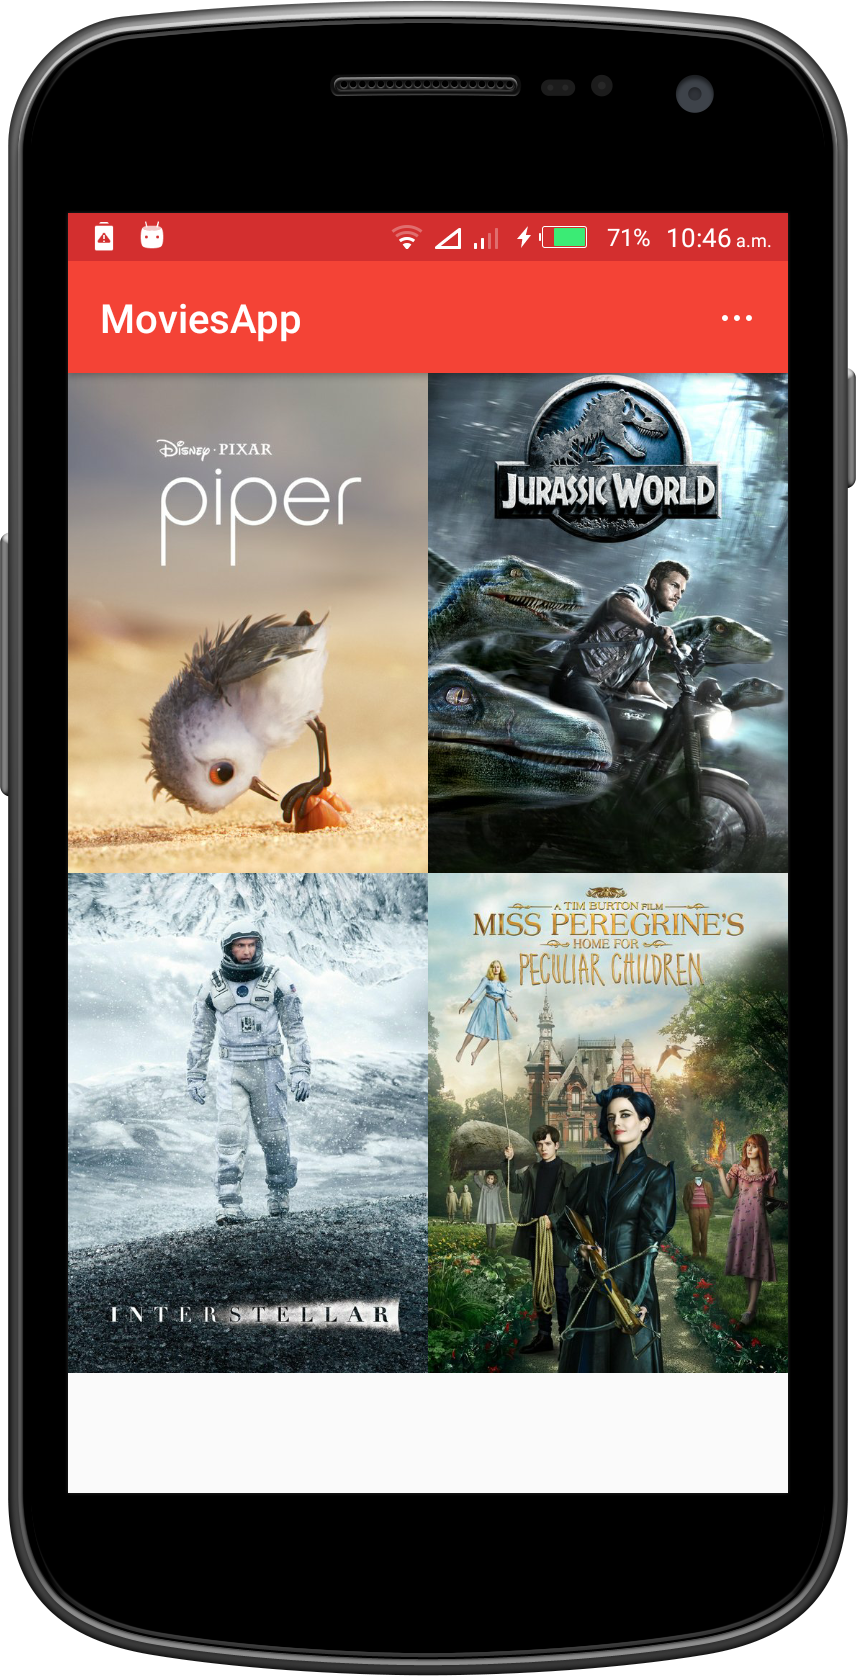 71% 10:46 a.m.
MoviesApp
Disney·PIXAR
piper
JURASSIC WORLD
INTERSTELLAR
A TIM BURTON FILM
MISS PEREGRINE'S
HOME FOR
PECULIAR CHILDREN